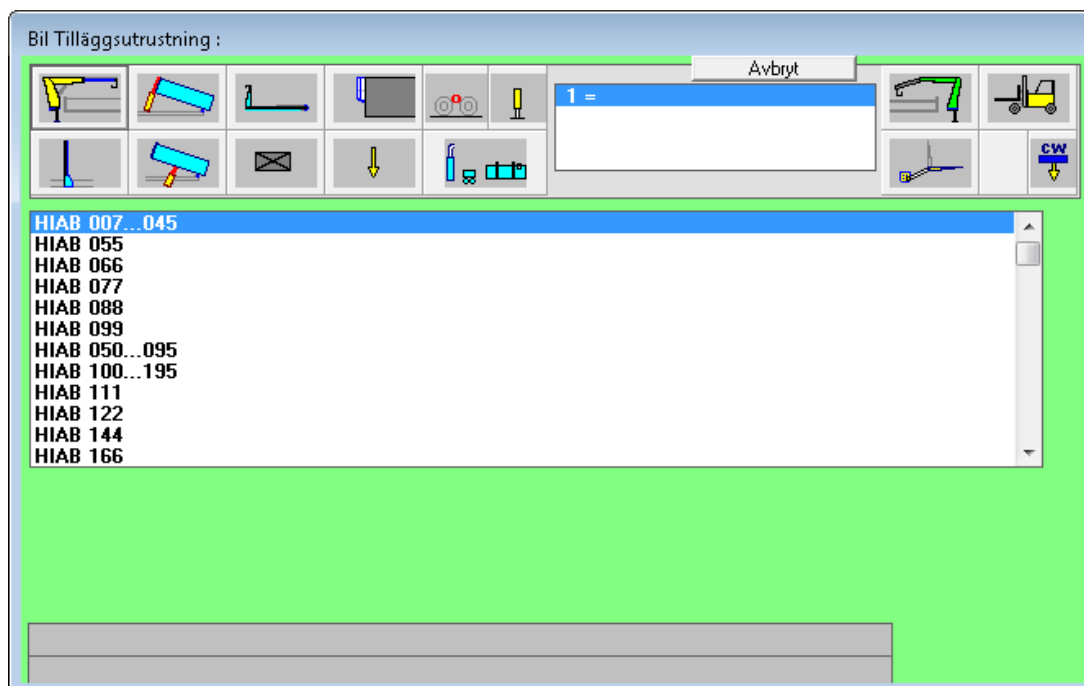 Bil Tilläggsutrustning :
Avbryt
1 =
CW
HIAB 007...045
HIAB 055
HIAB 066
HIAB 077
HIAB 088
HIAB 099
HIAB 050...095
HIAB 100...195
HIAB 111
HIAB 122
HIAB 144
HIAB 166